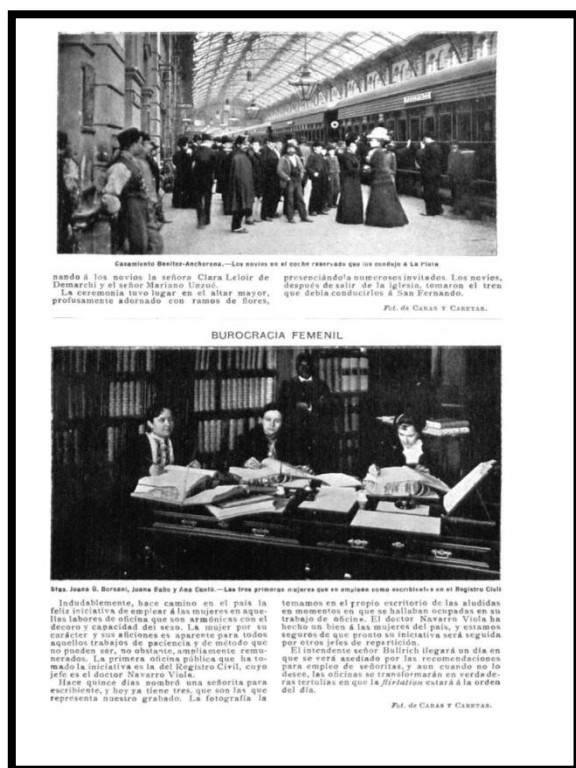 Casamiento Benítez-Anchorena.—Los novios en el coche reservado que los condujo á La Plata
nando á los novios la señora Clara Leloir de
Demarchi y el señor Mariano Unzué.
La ceremonia tuvo lugar en el altar mayor,
profusamente adornado con ramos de flores,
presenciándola numerosos invitados. Los novios,
después de salir de la iglesia, tomaron el tren
que debía conducirlos á San Fernando.
Fot. de CARAS Y CARETAS.
BUROCRACIA FEMENIL
Stas. Joana G. Borsani, Juana Babo y Ana Canto.—Las tres primeras mujeres que se emplean como escribientes en el Registro Civil
Indudablemente, hace camino en el país la
feliz iniciativa de emplear á las mujeres en aque-
llas labores de oficina que son armónicas con el
decoro y capacidad del sexo. La mujer por su
carácter y sus aficiones es aparente para todos
aquellos trabajos de paciencia y de método que
no pueden ser, no obstante, ampliamente remu-
nerados. La primera oficina pública que ha to-
mado la iniciativa es la del Registro Civil, cuyo
jefe es el doctor Navarro Viola.
Hace quince días nombró una señorita para
escribiente, y hoy ya tiene tres, que son las que
representa nuestro grabado. La fotografía la
tomamos en el propio escritorio de las aludidas
en momentos en que se hallaban ocupadas en su
trabajo de oficina. El doctor Navarro Viola ha
hecho un bien á las mujeres del país, y estamos
seguros de que pronto su iniciativa será seguida
por otros jefes de repartición.
El intendente señor Bullrich llegará un día en
que se verá asediado por las recomendaciones
para empleo de señoritas, y aun cuando no lo
desee, las oficinas se transformarán en verdade-
ras tertulias en que la flirtation estará á la orden
del día.
Fot. de CARAS Y CARETAS.